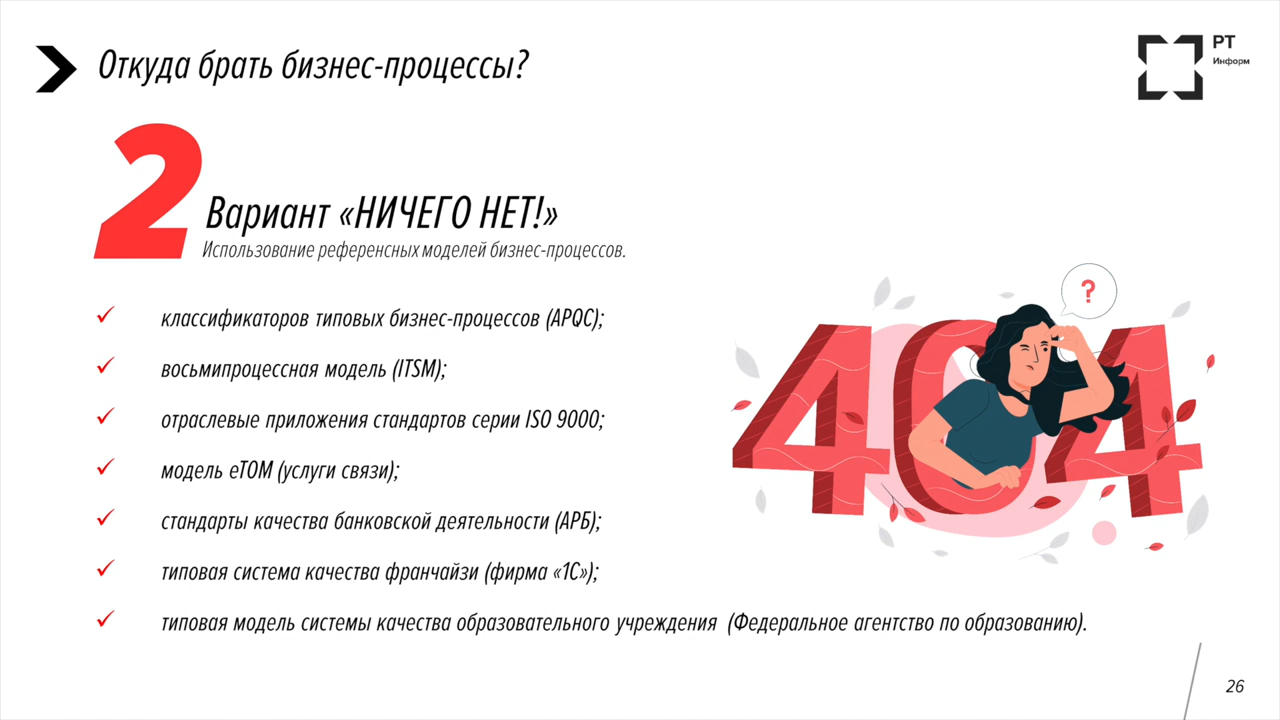 Откуда брать бизнес-процессы?
РТ
Информ
2
Вариант «НИЧЕГО НЕТ!»
Использование референсных моделей бизнес-процессов.
классификаторов типовых бизнес-процессов (APQC);
восьмипроцессная модель (ITSM);
отраслевые приложения стандартов серии ISO 9000;
модель eTOM (услуги связи);
стандарты качества банковской деятельности (АРБ);
типовая система качества франчайзи (фирма «1С»);
типовая модель системы качества образовательного учреждения (Федеральное агентство по образованию).
?
404
26